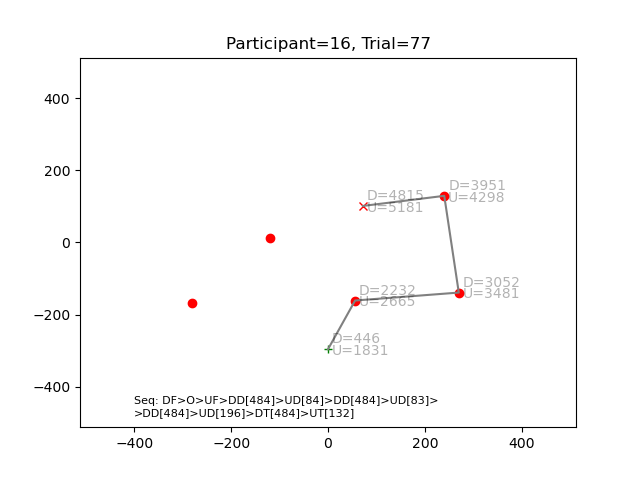 Participant=16, Trial=77
400
200
0
−200
−400
D=4815
U=5181
D=3951
U=4298
D=3052
U=3481
D=2232
U=2665
D=446
U=1831
Seq: DF>O>UF>DD[484]>UD[84]>DD[484]>UD[83]>
>DD[484]>UD[196]>DT[484]>UT[132]
−400 −200 0 200 400